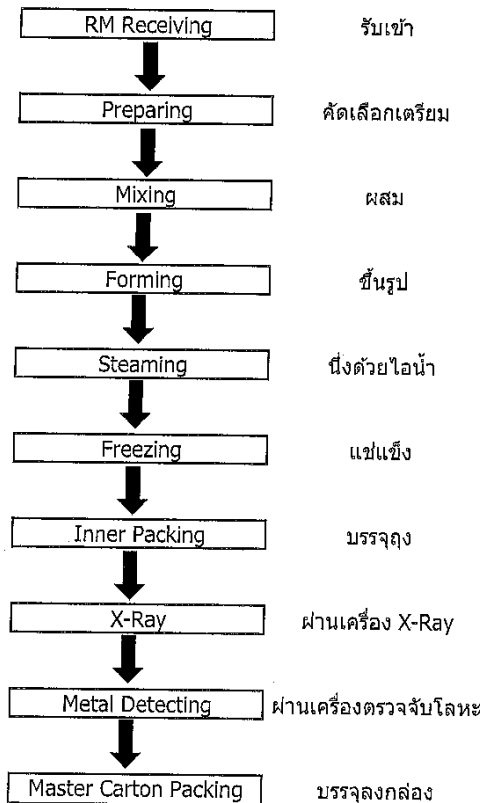 RM Receiving รับเข้า
Preparing คัดเลือกเตรียม
Mixing ผสม
Forming ขึ้นรูป
Steaming นึ่งด้วยไอน้ำ
Freezing แช่แข็ง
Inner Packing บรรจุถุง
X-Ray ผ่านเครื่อง X-Ray
Metal Detecting ผ่านเครื่องตรวจจับโลหะ
Master Carton Packing บรรจุลงกล่อง